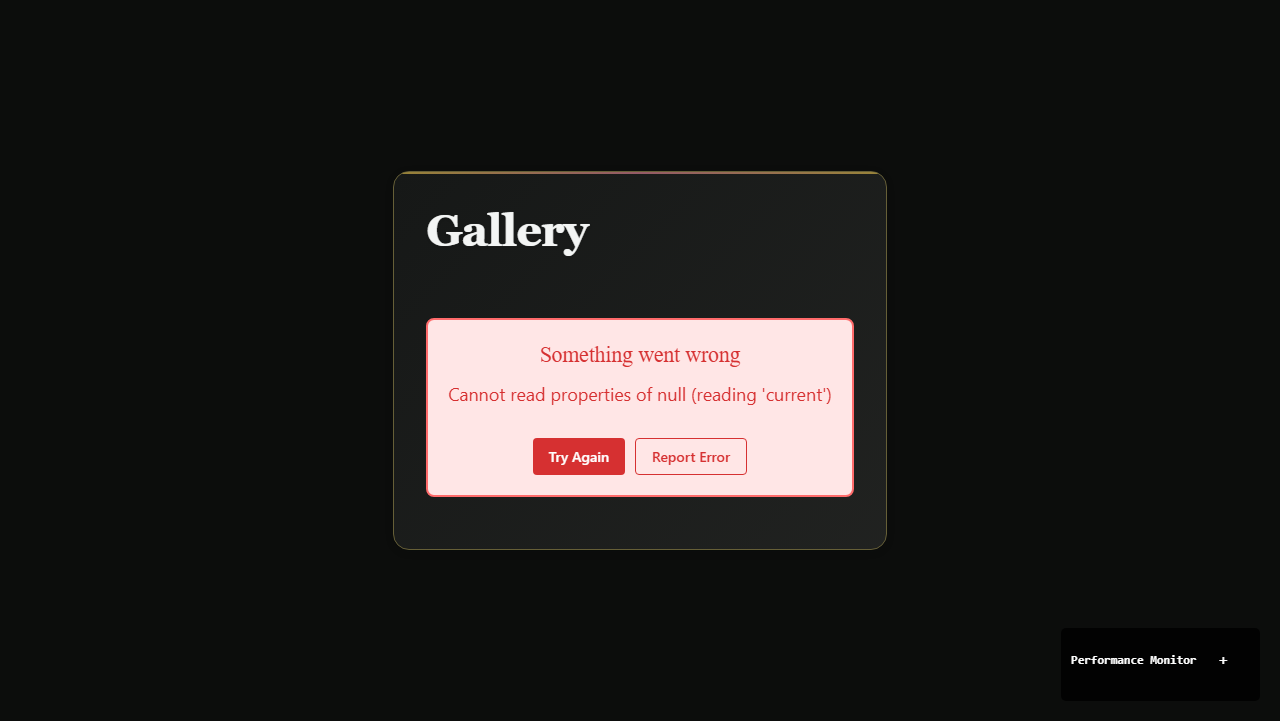 Gallery
Something went wrong
Cannot read properties of null (reading 'current')
Try Again
Report Error
Performance Monitor +